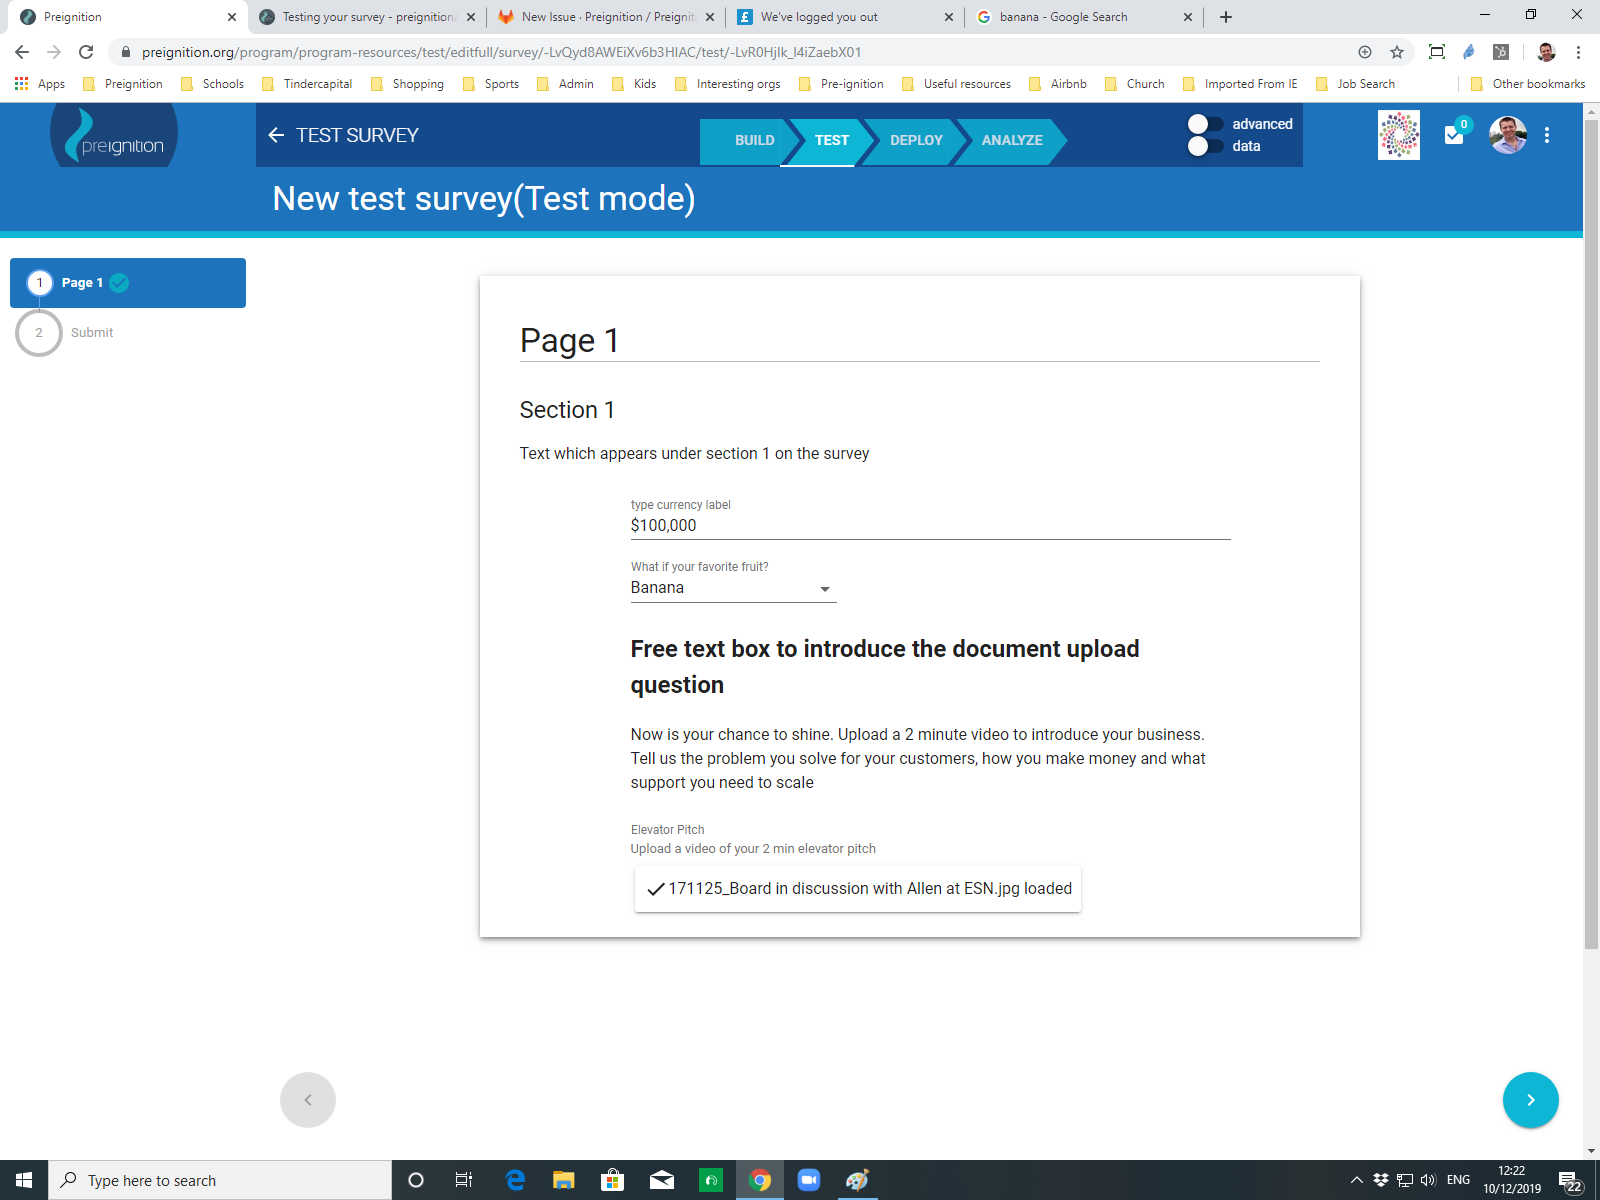 Preignition
Testing your survey - preignition/
New Issue · Preignition / Preignit
We've logged you out
banana - Google Search
preignition.org/program/program-resources/test/editfull/survey/-LvQyd8AWEiXv6b3HIAC/test/-LvR0HjIk_l4iZaebX01
Apps Preignition Schools Tindercapital Shopping Sports Admin Kids Interesting orgs Pre-ignition Useful resources Airbnb Church Imported From IE Job Search Other bookmarks
preignition
TEST SURVEY
BUILD TEST DEPLOY ANALYZE
advanced
data
0
New test survey(Test mode)
1 Page 1
2 Submit
Page 1
Section 1
Text which appears under section 1 on the survey
type currency label
$100,000
What if your favorite fruit?
Banana
Free text box to introduce the document upload
question
Now is your chance to shine. Upload a 2 minute video to introduce your business.
Tell us the problem you solve for your customers, how you make money and what
support you need to scale
Elevator Pitch
Upload a video of your 2 min elevator pitch
171125_Board in discussion with Allen at ESN.jpg loaded
Type here to search
ENG
12:22
10/12/2019
22